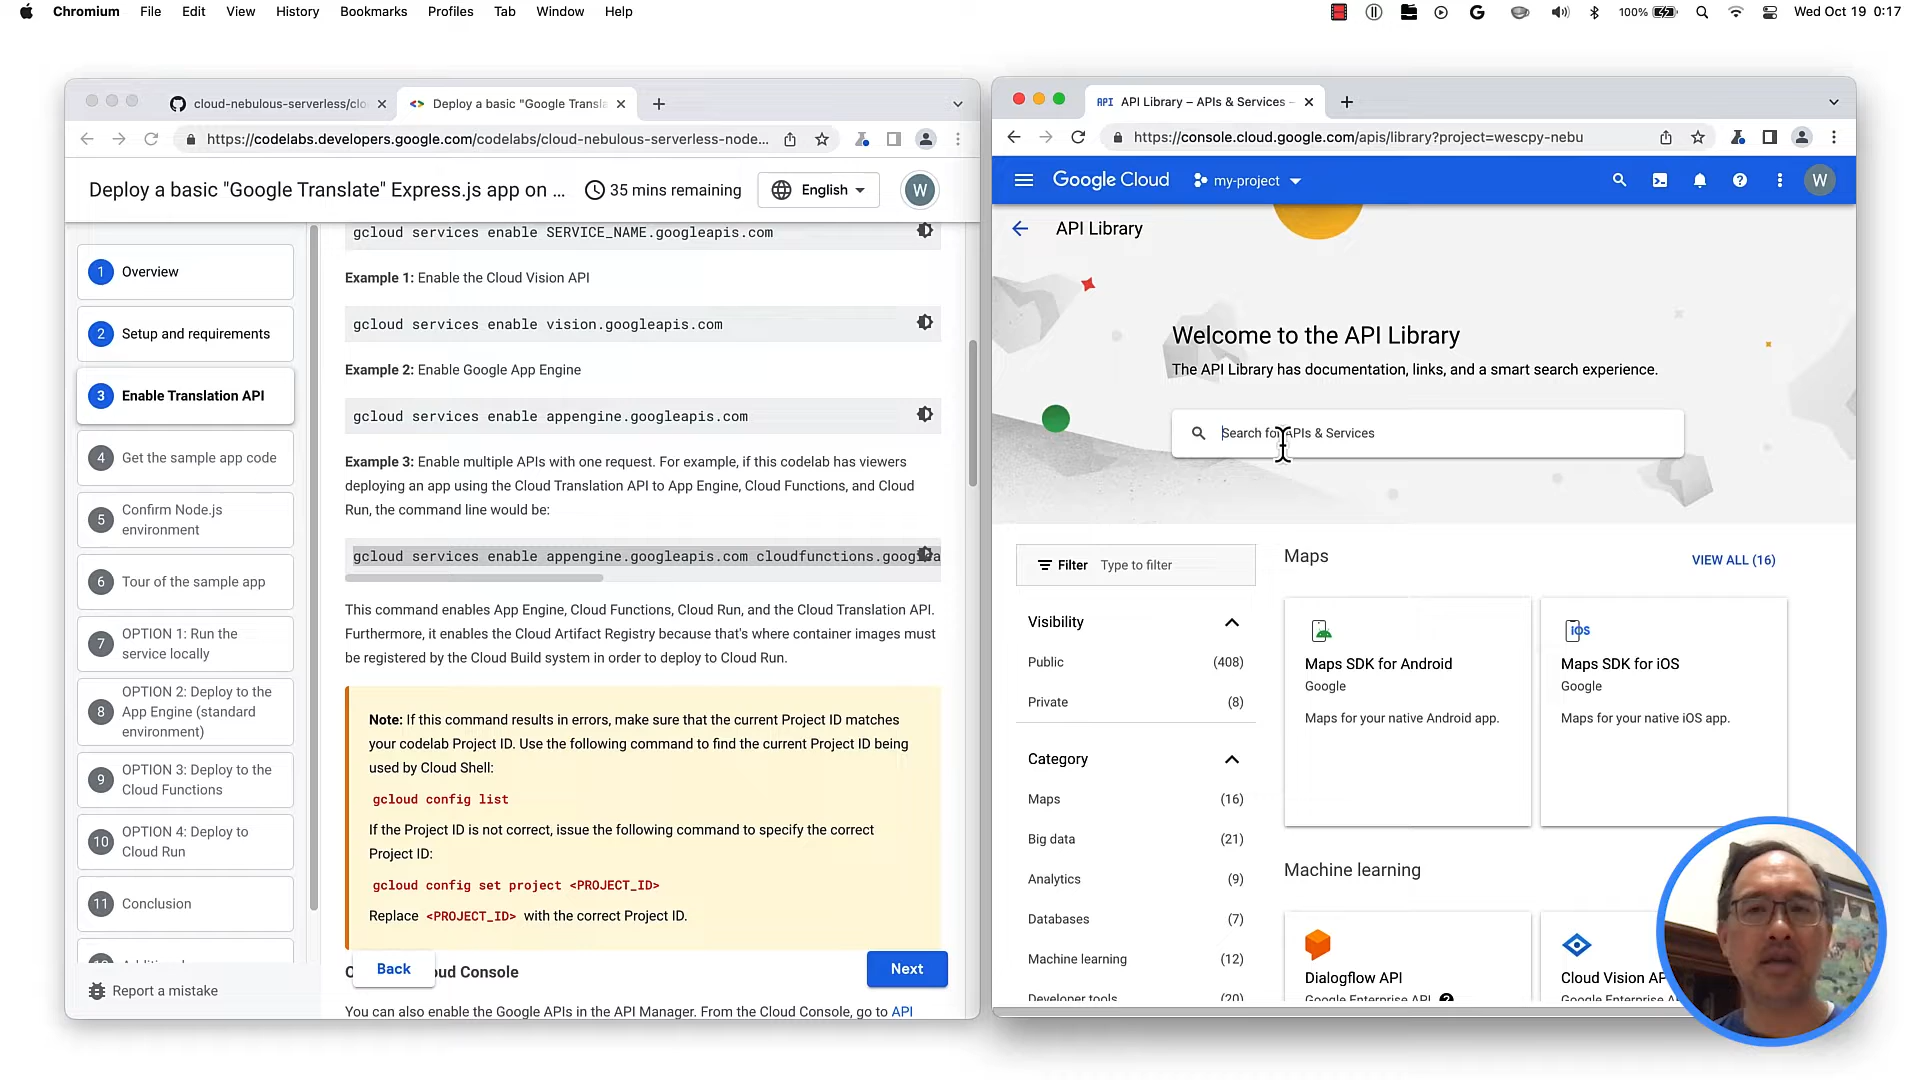 Chromium File Edit View History Bookmarks Profiles Tab Window Help
100% Wed Oct 19 0:17
cloud-nebulous-serverless/clo
Deploy a basic "Google Transla
https://codelabs.developers.google.com/codelabs/cloud-nebulous-serverless-node...
Deploy a basic "Google Translate" Express.js app on ...
35 mins remaining
English
W
1 Overview
2 Setup and requirements
3 Enable Translation API
4 Get the sample app code
5 Confirm Node.js
environment
6 Tour of the sample app
7 OPTION 1: Run the
service locally
8 OPTION 2: Deploy to the
App Engine (standard
environment)
9 OPTION 3: Deploy to the
Cloud Functions
10 OPTION 4: Deploy to
Cloud Run
11 Conclusion
Report a mistake
gcloud services enable SERVICE_NAME.googleapis.com
Example 1: Enable the Cloud Vision API
gcloud services enable vision.googleapis.com
Example 2: Enable Google App Engine
gcloud services enable appengine.googleapis.com
Example 3: Enable multiple APIs with one request. For example, if this codelab has viewers
deploying an app using the Cloud Translation API to App Engine, Cloud Functions, and Cloud
Run, the command line would be:
gcloud services enable appengine.googleapis.com cloudfunctions.goog
This command enables App Engine, Cloud Functions, Cloud Run, and the Cloud Translation API.
Furthermore, it enables the Cloud Artifact Registry because that's where container images must
be registered by the Cloud Build system in order to deploy to Cloud Run.
Note: If this command results in errors, make sure that the current Project ID matches
your codelab Project ID. Use the following command to find the current Project ID being
used by Cloud Shell:
gcloud config list
If the Project ID is not correct, issue the following command to specify the correct
Project ID:
gcloud config set project <PROJECT_ID>
Replace <PROJECT_ID> with the correct Project ID.
Back
Console
Next
You can also enable the Google APIs in the API Manager. From the Cloud Console, go to API
API API Library – APIs & Services –
https://console.cloud.google.com/apis/library?project=wescpy-nebu
Google Cloud
my-project
W
API Library
Welcome to the API Library
The API Library has documentation, links, and a smart search experience.
Search for APIs & Services
Filter Type to filter
Visibility
Public (408)
Private (8)
Category
Maps (16)
Big data (21)
Analytics (9)
Databases (7)
Machine learning (12)
Developer tools (20)
Maps
VIEW ALL (16)
Maps SDK for Android
Google
Maps for your native Android app.
iOS
Maps SDK for iOS
Google
Maps for your native iOS app.
Machine learning
Dialogflow API
Google Enterprise API
Cloud Vision AP
Google Enterprise